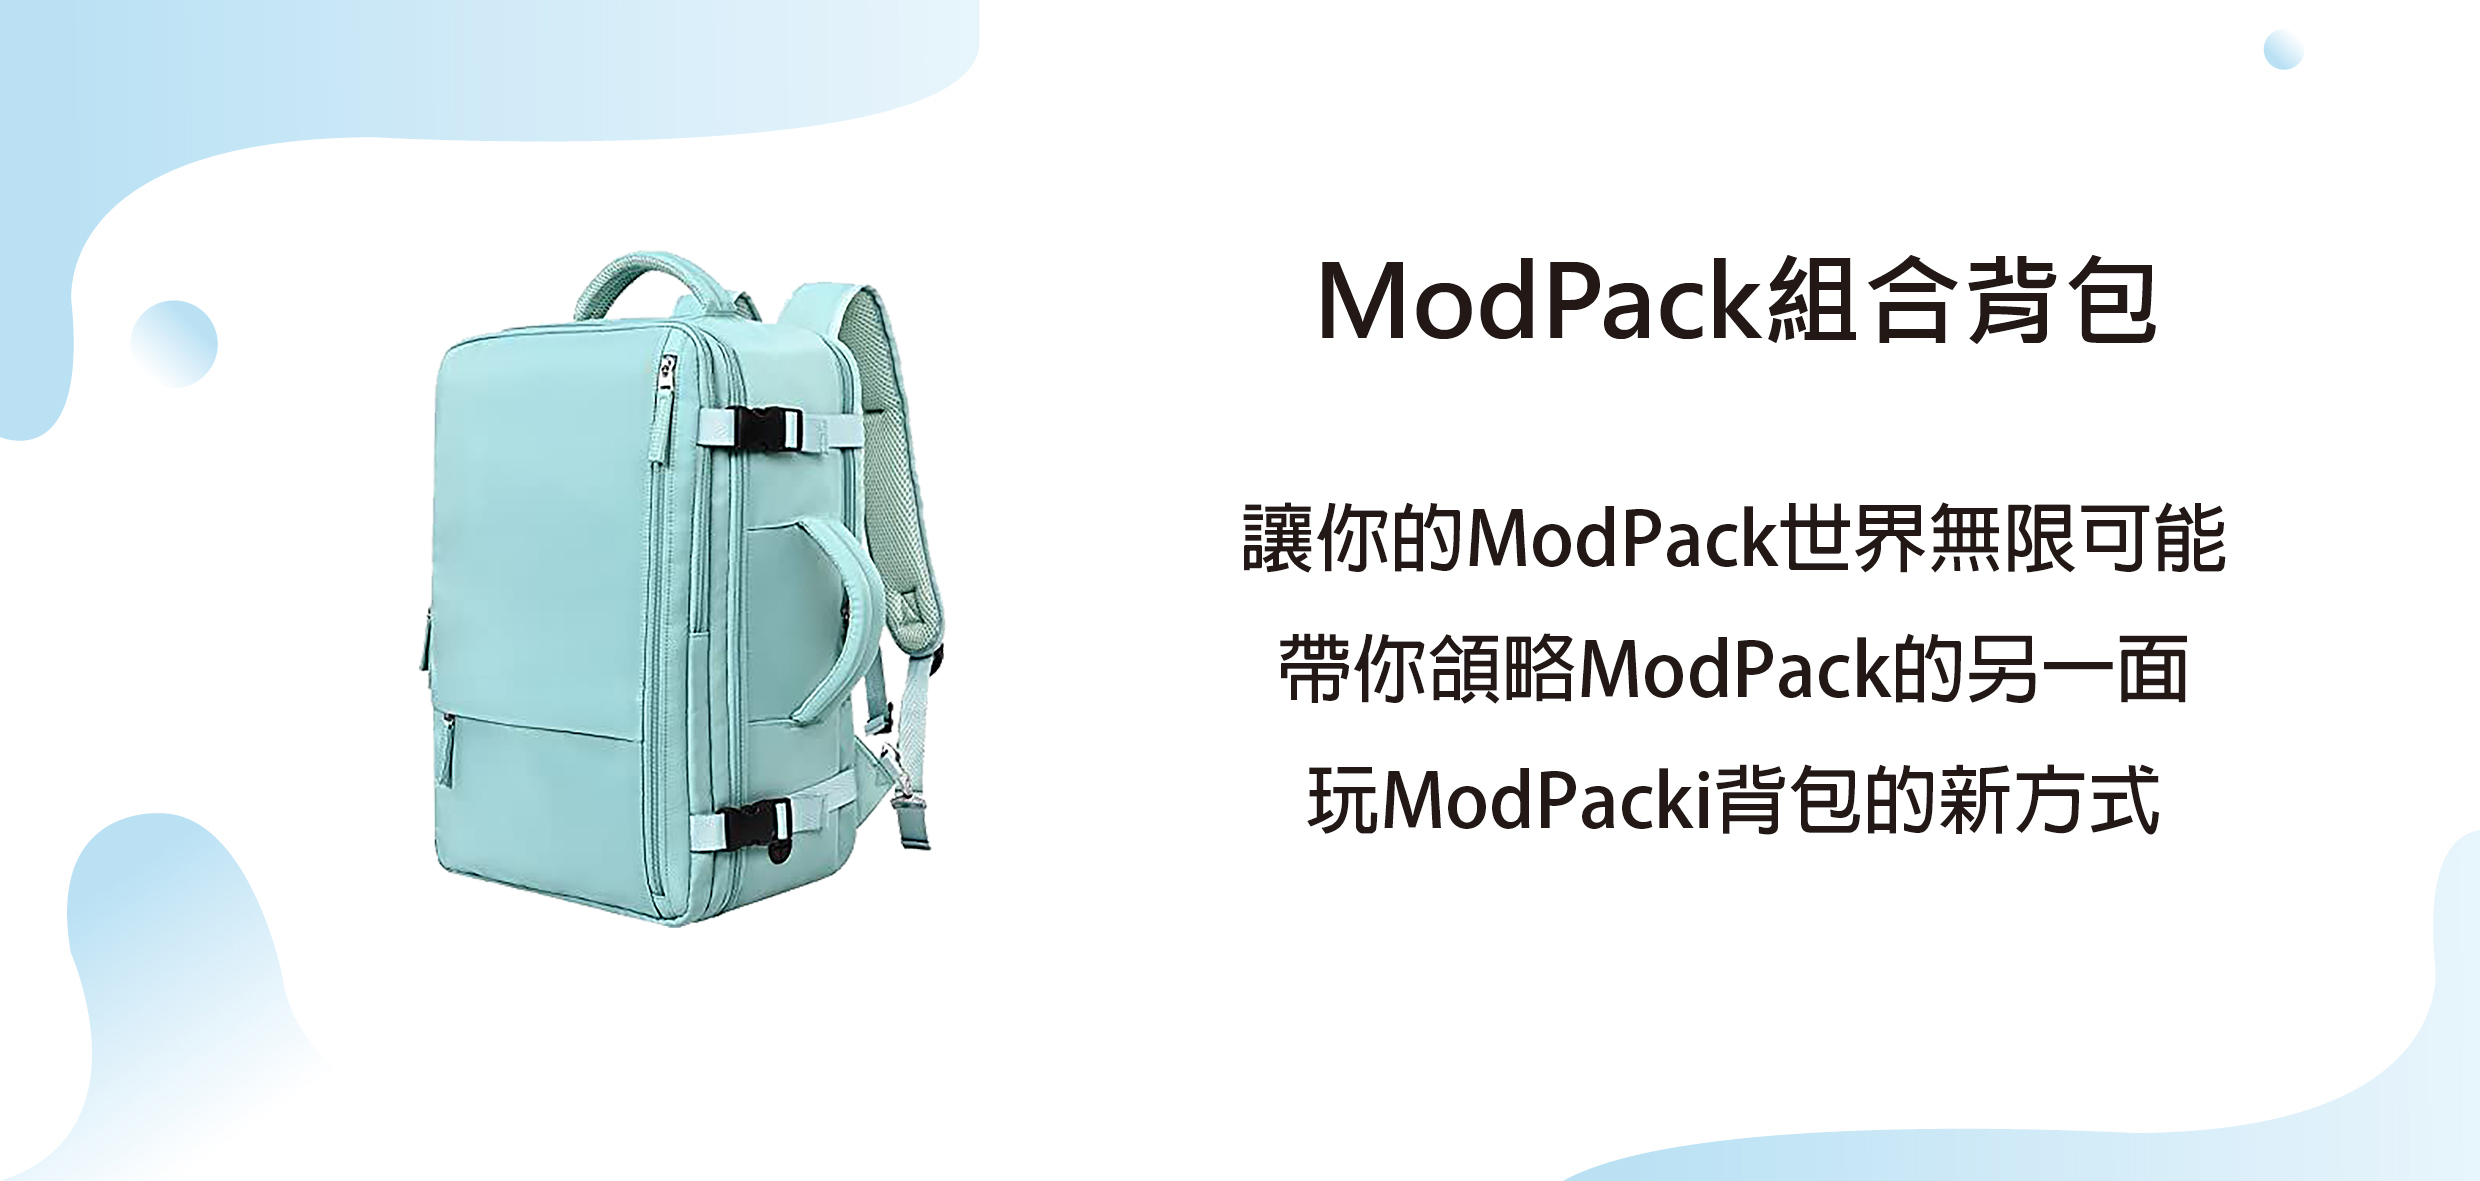 ModPack組合背包
讓你的ModPack世界無限可能
帶你頜略ModPack的另一面
玩ModPacki背包的新方式